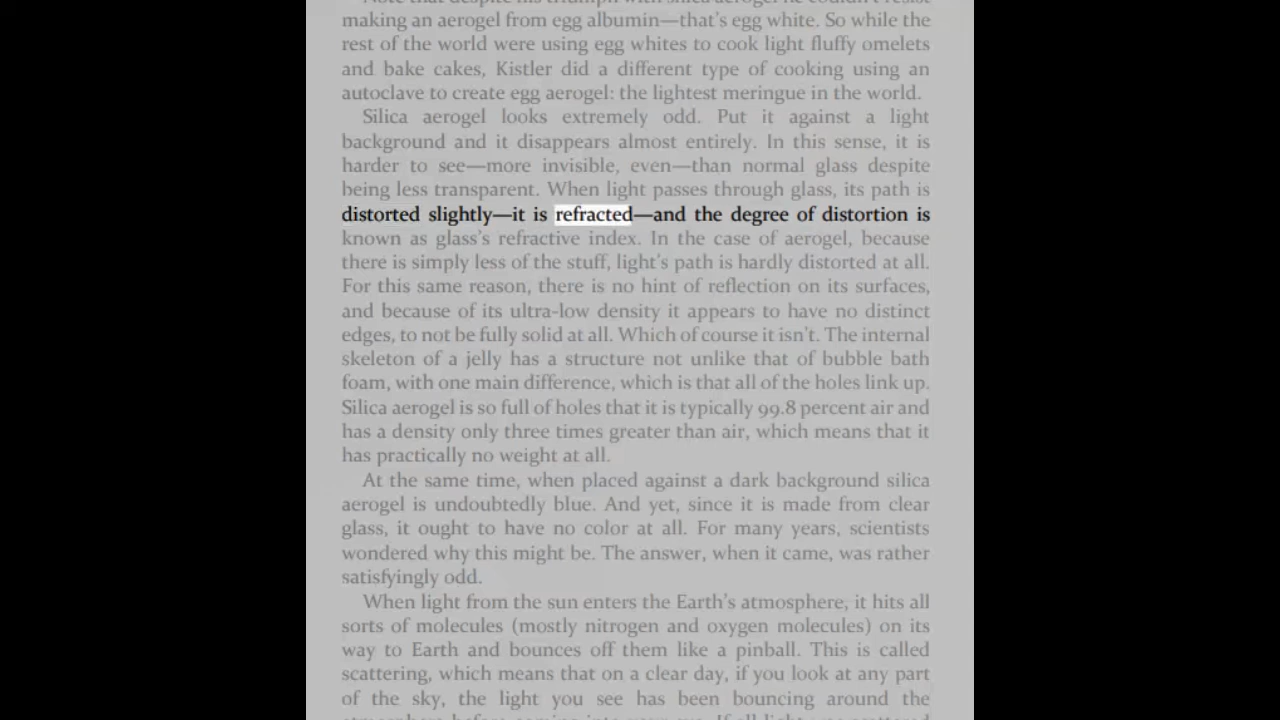 Note that despite his triumph with silica aerogel he couldn't resist
making an aerogel from egg albumin—that's egg white. So while the
rest of the world were using egg whites to cook light fluffy omelets
and bake cakes, Kistler did a different type of cooking using an
autoclave to create egg aerogel: the lightest meringue in the world.
Silica aerogel looks extremely odd. Put it against a light
background and it disappears almost entirely. In this sense, it is
harder to see—more invisible, even—than normal glass despite
being less transparent. When light passes through glass, its path is
distorted slightly—it is refracted—and the degree of distortion is
known as glass's refractive index. In the case of aerogel, because
there is simply less of the stuff, light's path is hardly distorted at all.
For this same reason, there is no hint of reflection on its surfaces,
and because of its ultra-low density it appears to have no distinct
edges, to not be fully solid at all. Which of course it isn't. The internal
skeleton of a jelly has a structure not unlike that of bubble bath
foam, with one main difference, which is that all of the holes link up.
Silica aerogel is so full of holes that it is typically 99.8 percent air and
has a density only three times greater than air, which means that it
has practically no weight at all.
At the same time, when placed against a dark background silica
aerogel is undoubtedly blue. And yet, since it is made from clear
glass, it ought to have no color at all. For many years, scientists
wondered why this might be. The answer, when it came, was rather
satisfyingly odd.
When light from the sun enters the Earth's atmosphere, it hits all
sorts of molecules (mostly nitrogen and oxygen molecules) on its
way to Earth and bounces off them like a pinball. This is called
scattering, which means that on a clear day, if you look at any part
of the sky, the light you see has been bouncing around the